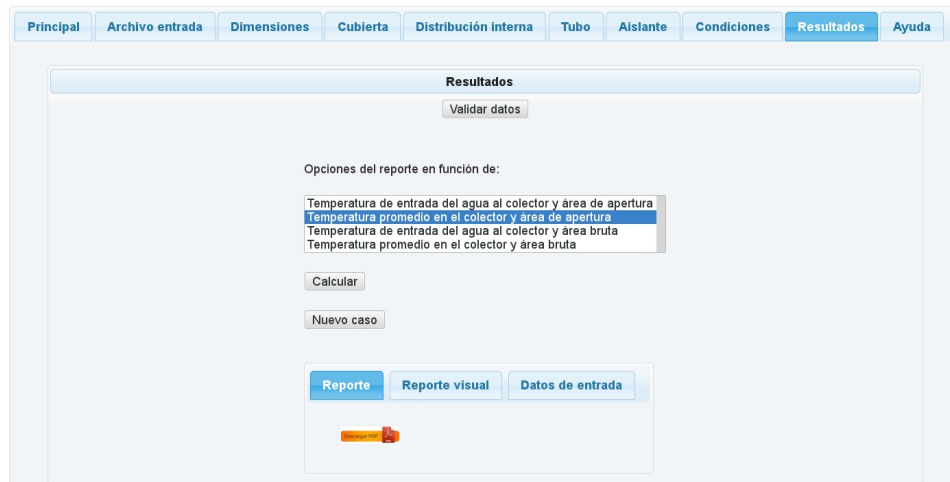 Principal Archivo entrada Dimensiones Cubierta Distribución interna Tubo Aislante Condiciones Resultados Ayuda
Resultados
Validar datos
Opciones del reporte en función de:
Temperatura de entrada del agua al colector y área de apertura
Temperatura promedio en el colector y área de apertura
Temperatura de entrada del agua al colector y área bruta
Temperatura promedio en el colector y área bruta
Calcular
Nuevo caso
Reporte Reporte visual Datos de entrada
Descargar PDF